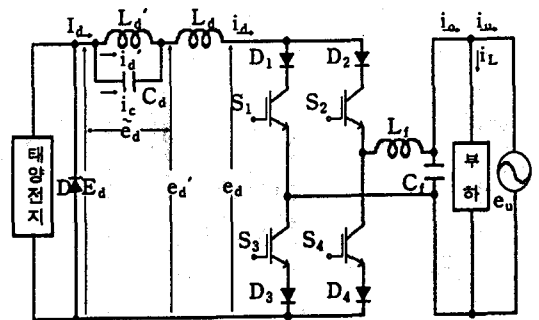 I_d L_d' L_d i_d i_o i_u
i_d' D_1 D_2 i_L
i_c C_d
S_1 S_2
ẽ_d L_f
태양전지 D E_d e_d' e_d C_f 부하 e_u
S_3 S_4
D_3 D_4